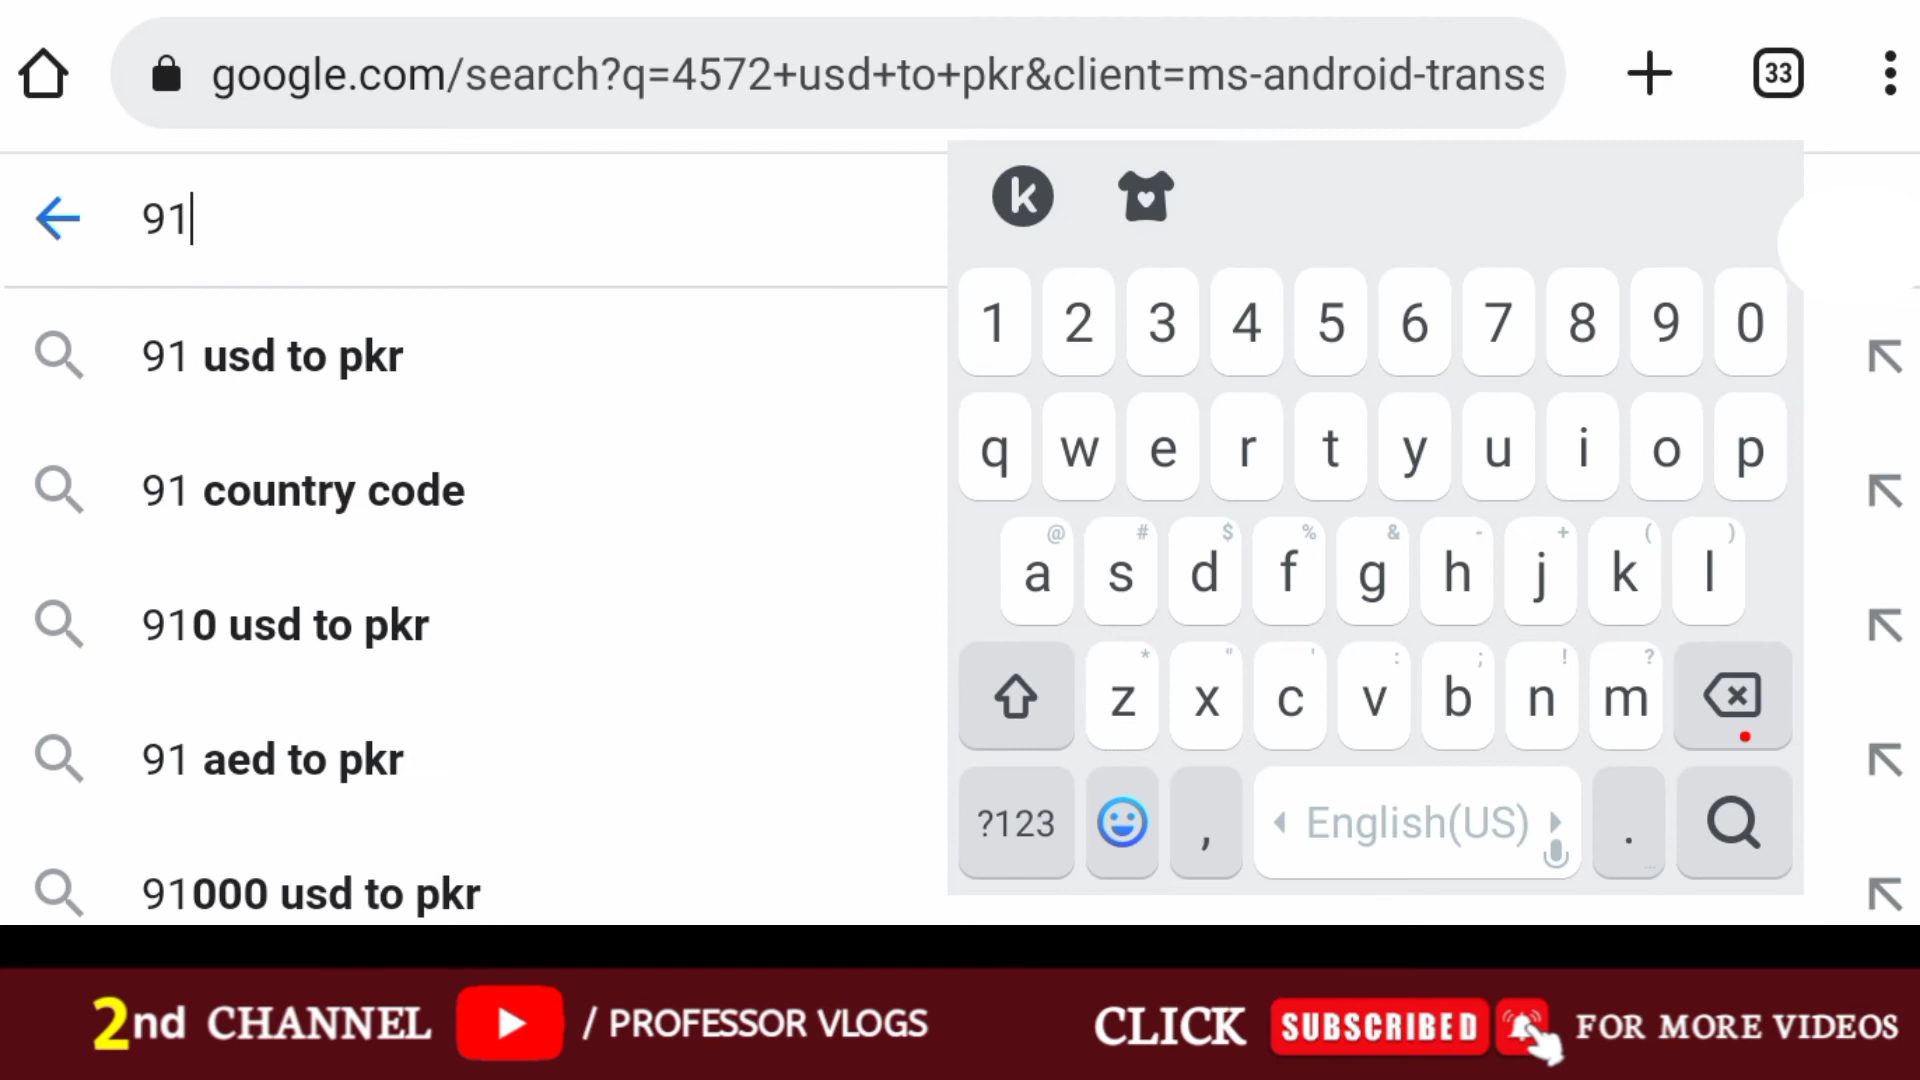 google.com/search?q=4572+usd+to+pkr&client=ms-android-transs
33
91
k
91 usd to pkr
91 country code
910 usd to pkr
91 aed to pkr
91000 usd to pkr
1 2 3 4 5 6 7 8 9 0
q w e r t y u i o p
@ # $ % & - + ( )
a s d f g h j k l
* " ' : ; ! ?
z x c v b n m
?123 , English(US) .
2nd CHANNEL / PROFESSOR VLOGS
CLICK SUBSCRIBED FOR MORE VIDEOS